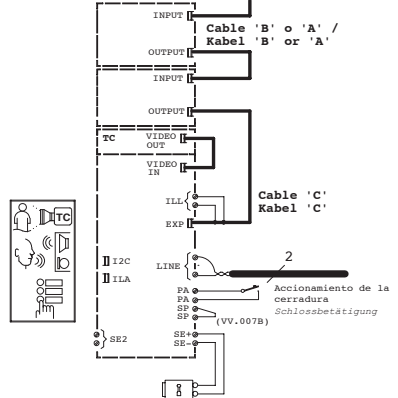 INPUT
Cable 'B' o 'A' /
Kabel 'B' or 'A'
OUTPUT
INPUT
OUTPUT
TC
VIDEO
OUT
VIDEO
IN
ILL
Cable 'C'
Kabel 'C'
EXP
TC
I2C
LINE
2
ILA
PA
Accionamiento de la
PA
cerradura
SP
Schlossbetätigung
SP
(VV.007B)
SE2
SE+
SE-